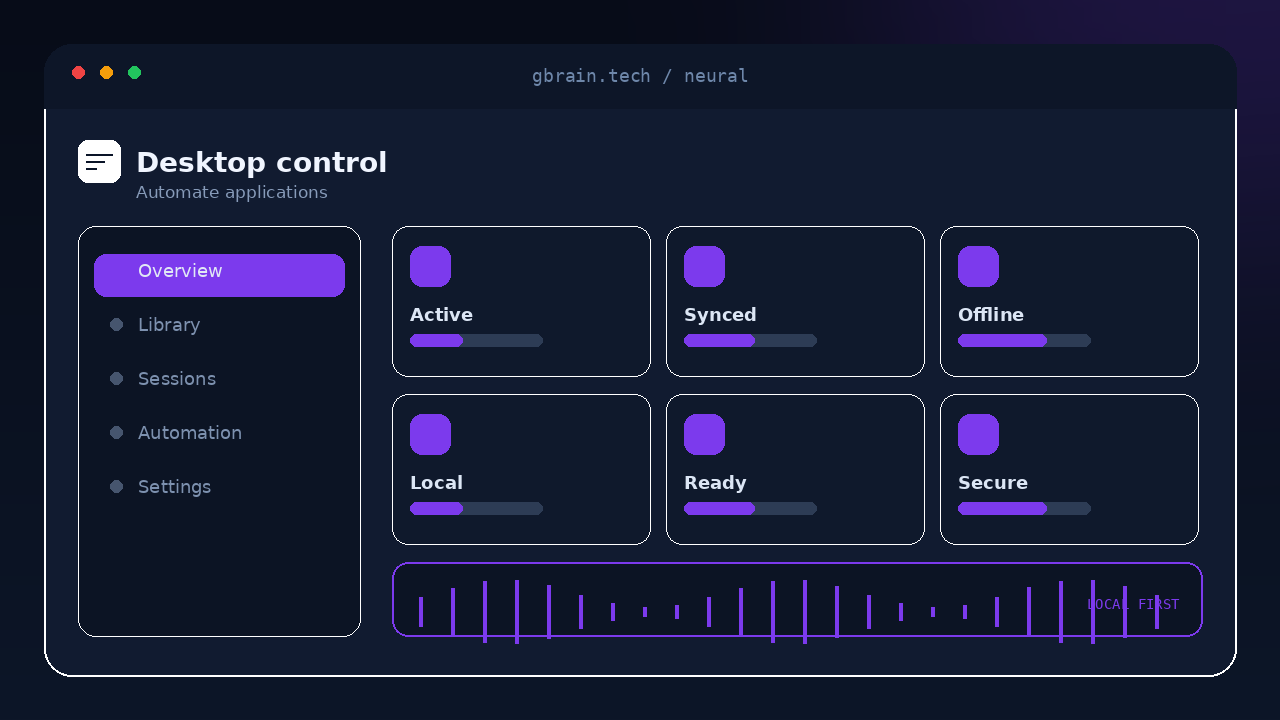 gbrain.tech / neural
Desktop control
Automate applications
Overview
Library
Sessions
Automation
Settings
Active
Synced
Offline
Local
Ready
Secure
LOCAL FIRST